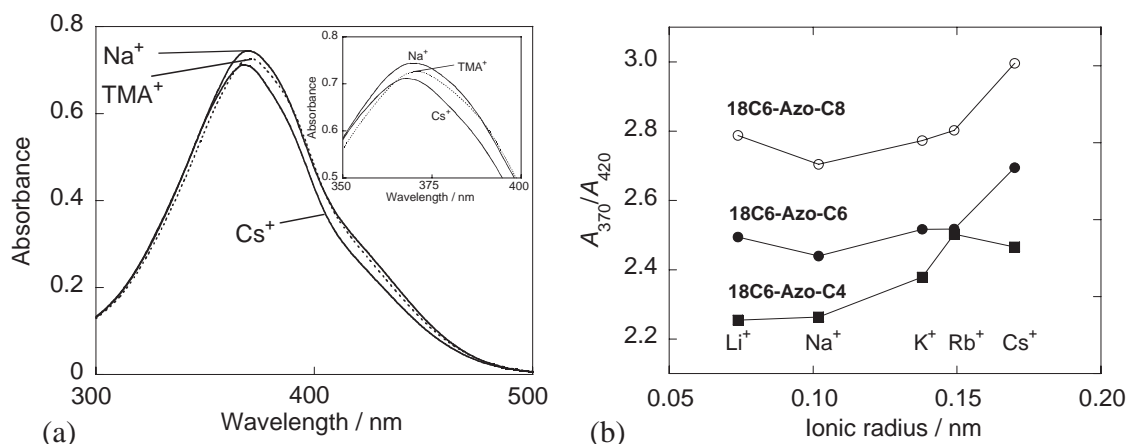 0.8
0.6
0.4
0.2
0
Absorbance
Na+
TMA+
Cs+
300
400
500
Wavelength / nm
(a)
0.8
0.7
0.6
0.5
Absorbance
Na+
TMA+
Cs+
350
375
400
Wavelength / nm
3.0
2.8
2.6
2.4
2.2
A370/A420
18C6-Azo-C8
18C6-Azo-C6
18C6-Azo-C4
Li+ Na+ K+ Rb+ Cs+
0.05
0.10
0.15
0.20
Ionic radius / nm
(b)